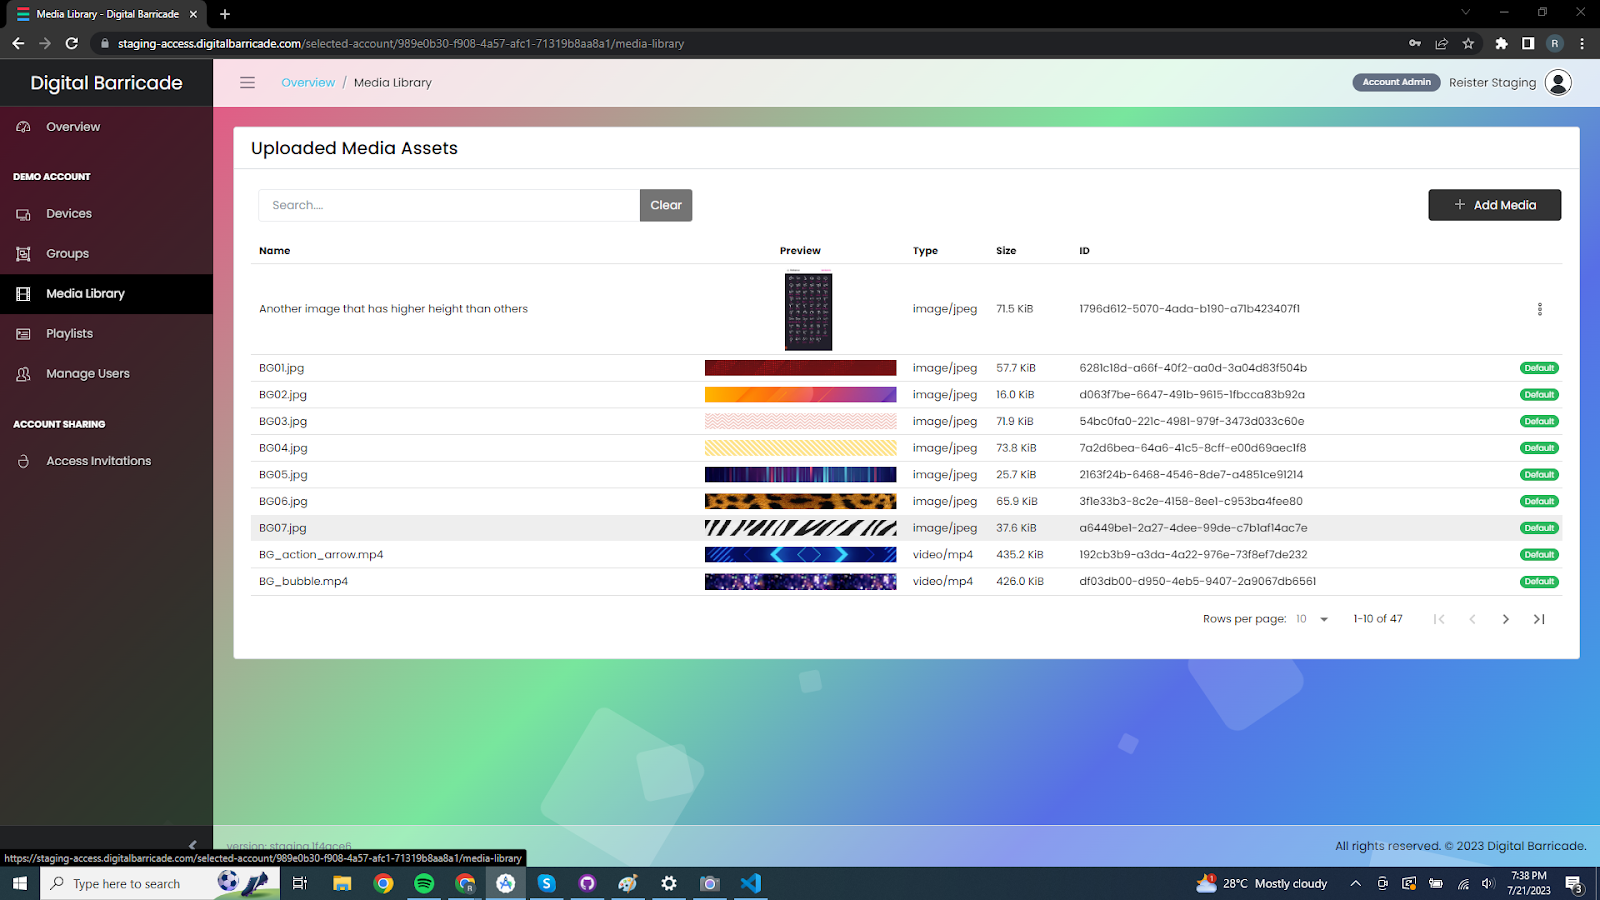 Media Library - Digital Barricade
staging-access.digitalbarricade.com/selected-account/989e0b30-f908-4a57-afc1-71319b8aa8a1/media-library
R
Digital Barricade
Overview / Media Library
Account Admin
Reister Staging
Overview
DEMO ACCOUNT
Devices
Groups
Media Library
Playlists
Manage Users
ACCOUNT SHARING
Access Invitations
Uploaded Media Assets
Search....
Clear
+ Add Media
Name Preview Type Size ID
Another image that has higher height than others image/jpeg 71.5 KiB 1796d612-5070-4ada-b190-a71b423407f1
BG01.jpg image/jpeg 57.7 KiB 6281c18d-a66f-40f2-aa0d-3a04d83f504b Default
BG02.jpg image/jpeg 16.0 KiB d063f7be-6647-491b-9615-1fbcca83b92a Default
BG03.jpg image/jpeg 71.9 KiB 54bc0fa0-221c-4981-979f-3473d033c60e Default
BG04.jpg image/jpeg 73.8 KiB 7a2d6bea-64a6-41c5-8cff-e00d69aec1f8 Default
BG05.jpg image/jpeg 25.7 KiB 2163f24b-6468-4546-8de7-a4851ce91214 Default
BG06.jpg image/jpeg 65.9 KiB 3f1e33b3-8c2e-4158-8ee1-c953ba4fee80 Default
BG07.jpg image/jpeg 37.6 KiB a6449be1-2a27-4dee-99de-c7b1af14ac7e Default
BG_action_arrow.mp4 video/mp4 435.2 KiB 192cb3b9-a3da-4a22-976e-73f8ef7de232 Default
BG_bubble.mp4 video/mp4 426.0 KiB df03db00-d950-4eb5-9407-2a9067db6561 Default
Rows per page: 10 1-10 of 47
version: staging.1f4ace6
All rights reserved. © 2023 Digital Barricade.
https://staging-access.digitalbarricade.com/selected-account/989e0b30-f908-4a57-afc1-71319b8aa8a1/media-library
Type here to search
28°C Mostly cloudy
7:38 PM
7/21/2023
3